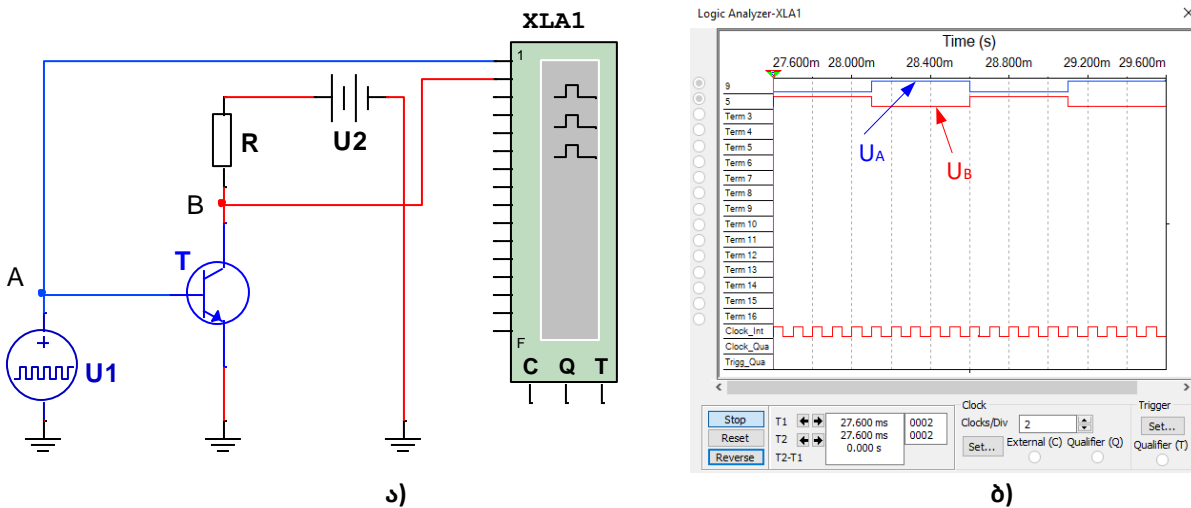 XLA1
1
U2
R
B
T
A
F
U1
C Q T
ა)
Logic Analyzer-XLA1
Time (s)
27.600m 28.000m 28.400m 28.800m 29.200m 29.600m
9
5
Term 3
Term 4
Term 5
Term 6
Term 7
Term 8
Term 9
Term 10
Term 11
Term 12
Term 13
Term 14
Term 15
Term 16
Clock_Int
Clock_Qua
Trigg_Qua
UA
UB
Stop
Reset
Reverse
T1 27.600 ms 0002
T2 27.600 ms 0002
T2-T1 0.000 s
Clock
Clocks/Div 2
Set... External (C) Qualifier (Q)
Trigger
Set...
Qualifier (T)
ბ)